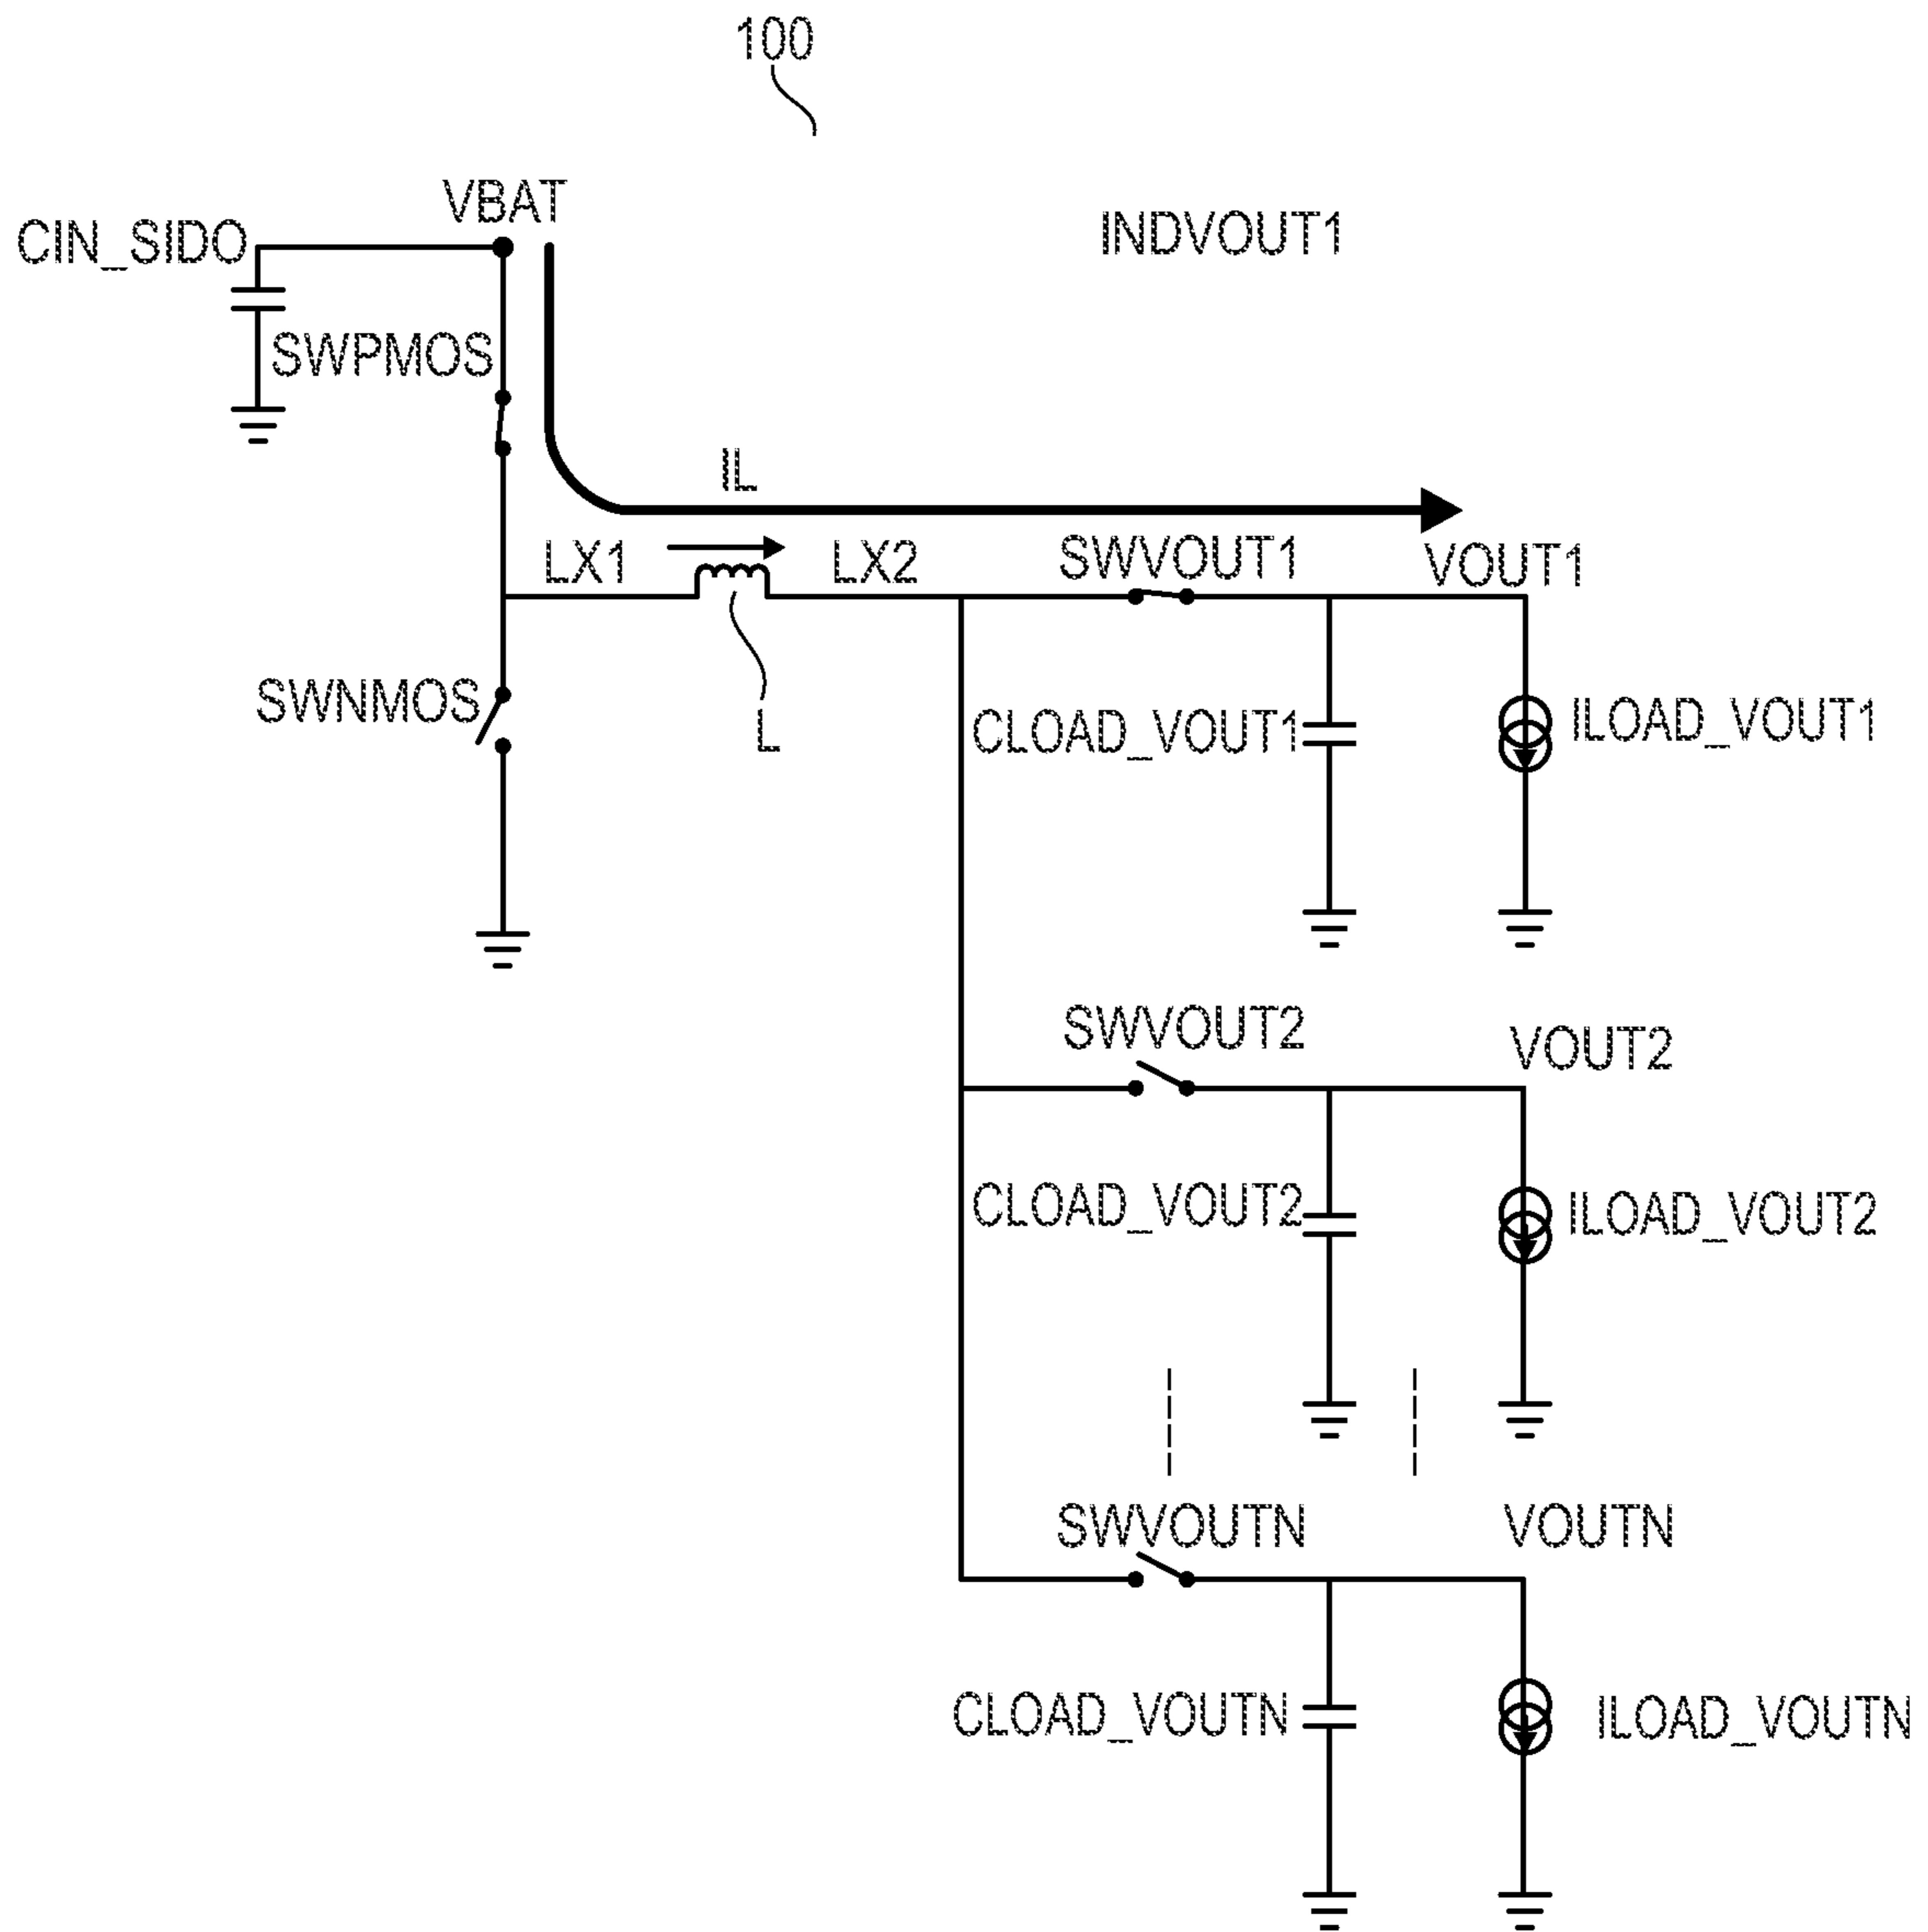 100
VBAT
CIN_SIDO
INDVOUT1
SWPMOS
IL
LX1
LX2
SWVOUT1
VOUT1
SWNMOS
L
CLOAD_VOUT1
ILOAD_VOUT1
SWVOUT2
VOUT2
CLOAD_VOUT2
ILOAD_VOUT2
SWVOUTN
VOUTN
CLOAD_VOUTN
ILOAD_VOUTN